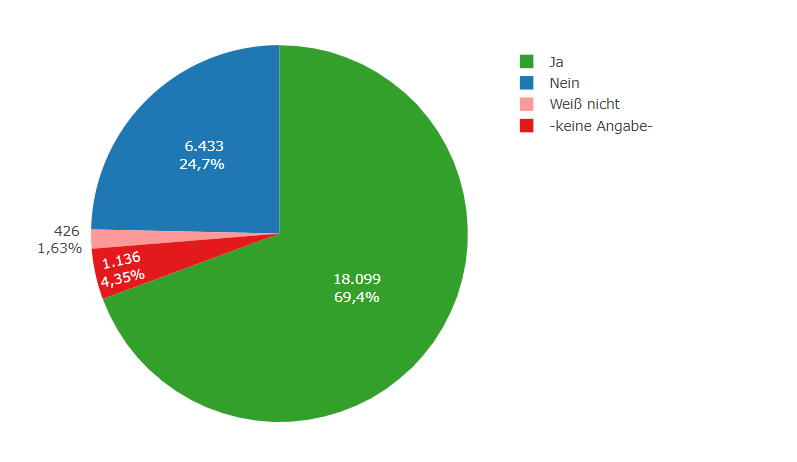 6.433
24,7%
426
1,63%
1.136
4,35%
18.099
69,4%
Ja
Nein
Weiß nicht
-keine Angabe-